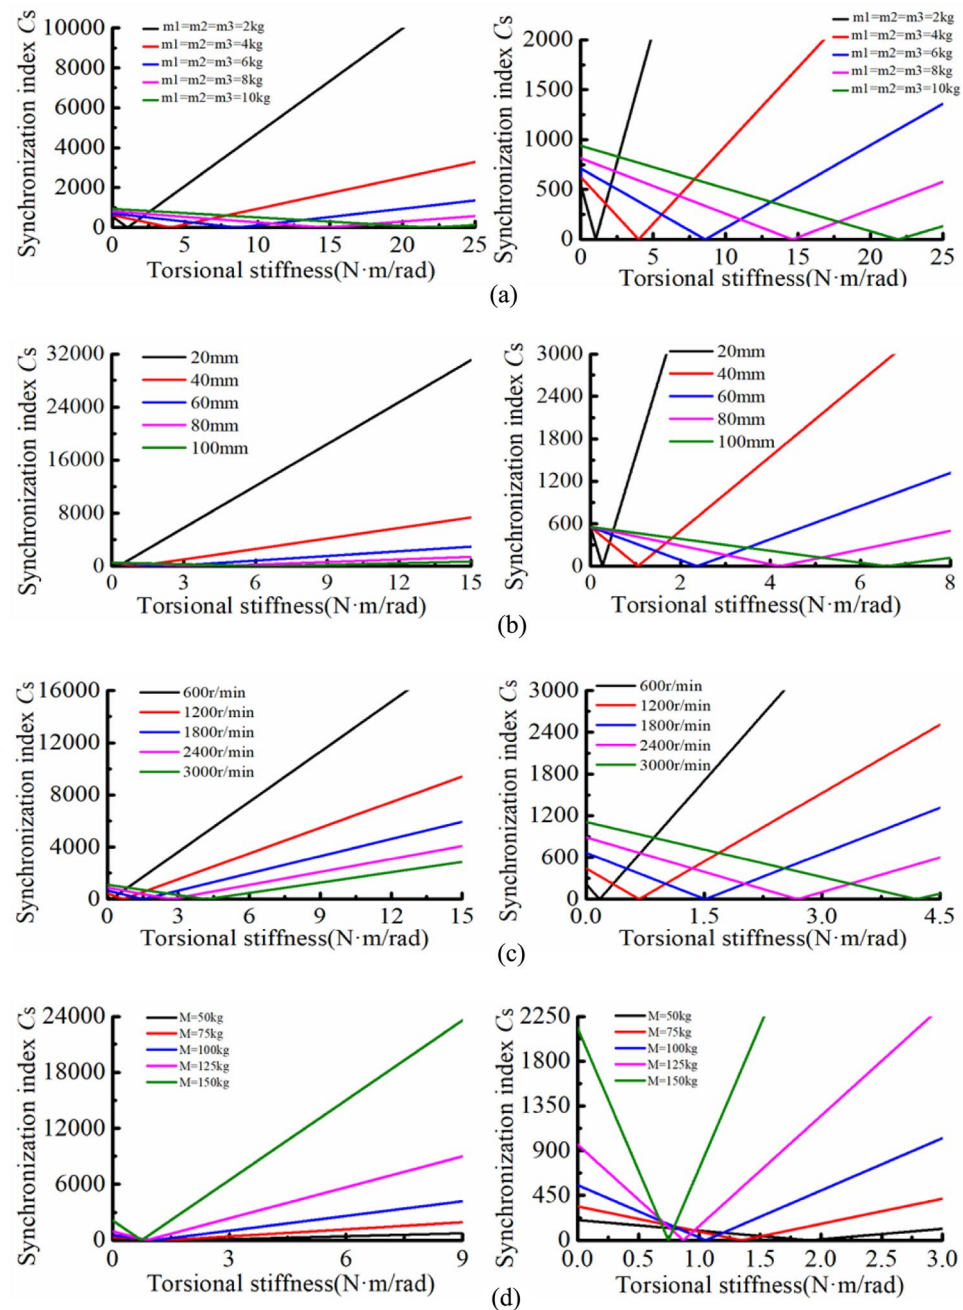 Synchronization index Cs
10000
8000
6000
4000
2000
0
m1=m2=m3=2kg
m1=m2=m3=4kg
m1=m2=m3=6kg
m1=m2=m3=8kg
m1=m2=m3=10kg
0 5 10 15 20 25
Torsional stiffness(N·m/rad)
Synchronization index Cs
2000
1500
1000
500
0
m1=m2=m3=2kg
m1=m2=m3=4kg
m1=m2=m3=6kg
m1=m2=m3=8kg
m1=m2=m3=10kg
0 5 10 15 20 25
Torsional stiffness(N·m/rad)
(a)
Synchronization index Cs
32000
24000
16000
8000
0
20mm
40mm
60mm
80mm
100mm
0 3 6 9 12 15
Torsional stiffness(N·m/rad)
Synchronization index Cs
3000
2400
1800
1200
600
0
20mm
40mm
60mm
80mm
100mm
0 2 4 6 8
Torsional stiffness(N·m/rad)
(b)
Synchronization index Cs
16000
12000
8000
4000
0
600r/min
1200r/min
1800r/min
2400r/min
3000r/min
0 3 6 9 12 15
Torsional stiffness(N·m/rad)
Synchronization index Cs
3000
2400
1800
1200
600
0
600r/min
1200r/min
1800r/min
2400r/min
3000r/min
0.0 1.5 3.0 4.5
Torsional stiffness(N·m/rad)
(c)
Synchronization index Cs
24000
18000
12000
6000
0
M=50kg
M=75kg
M=100kg
M=125kg
M=150kg
0 3 6 9
Torsional stiffness(N·m/rad)
Synchronization index Cs
2250
1800
1350
900
450
0
M=50kg
M=75kg
M=100kg
M=125kg
M=150kg
0.0 0.5 1.0 1.5 2.0 2.5 3.0
Torsional stiffness(N·m/rad)
(d)